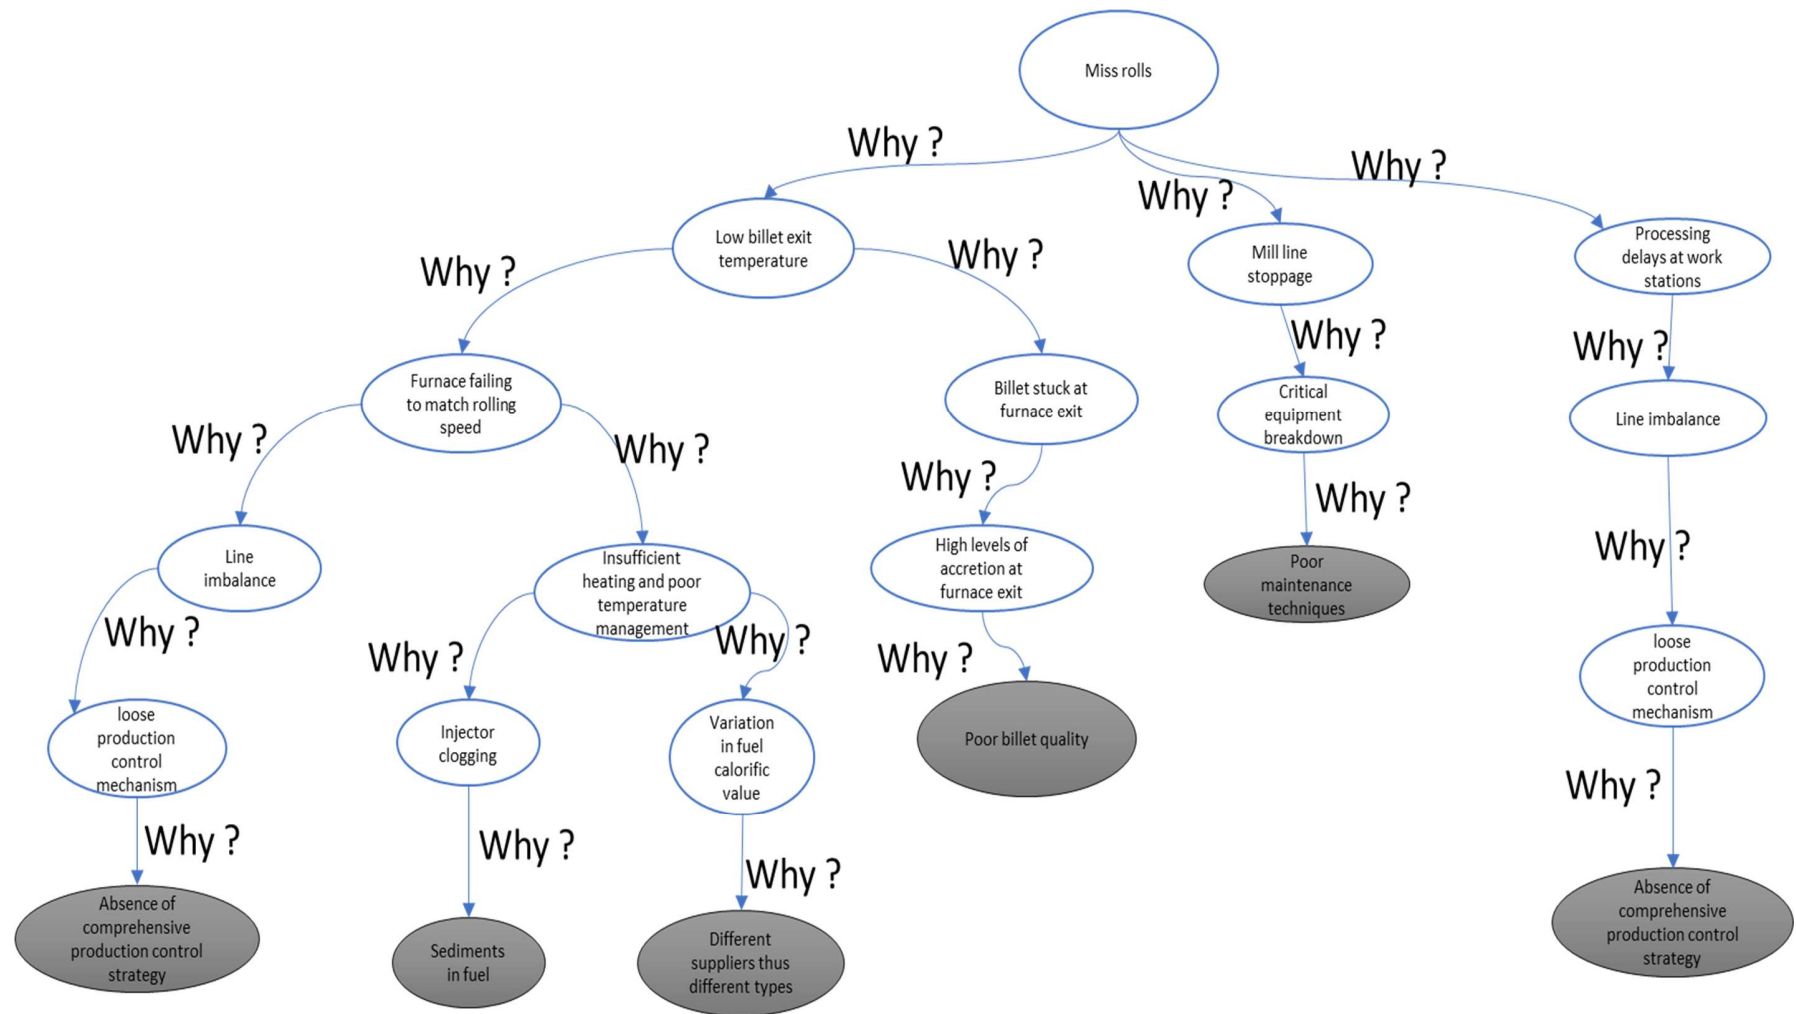 Miss rolls
Why ?
Why ?
Why ?
Low billet exit
temperature
Mill line
stoppage
Processing
delays at work
stations
Why ?
Why ?
Why ?
Why ?
Furnace failing
to match rolling
speed
Billet stuck at
furnace exit
Critical
equipment
breakdown
Line imbalance
Why ?
Why ?
Why ?
Why ?
Why ?
Line
imbalance
Insufficient
heating and poor
temperature
management
High levels of
accretion at
furnace exit
Poor
maintenance
techniques
loose
production
control
mechanism
Why ?
Why ?
Why ?
Why ?
Why ?
loose
production
control
mechanism
Injector
clogging
Variation
in fuel
calorific
value
Poor billet quality
Why ?
Why ?
Why ?
Absence of
comprehensive
production control
strategy
Sediments
in fuel
Different
suppliers thus
different types
Absence of
comprehensive
production control
strategy